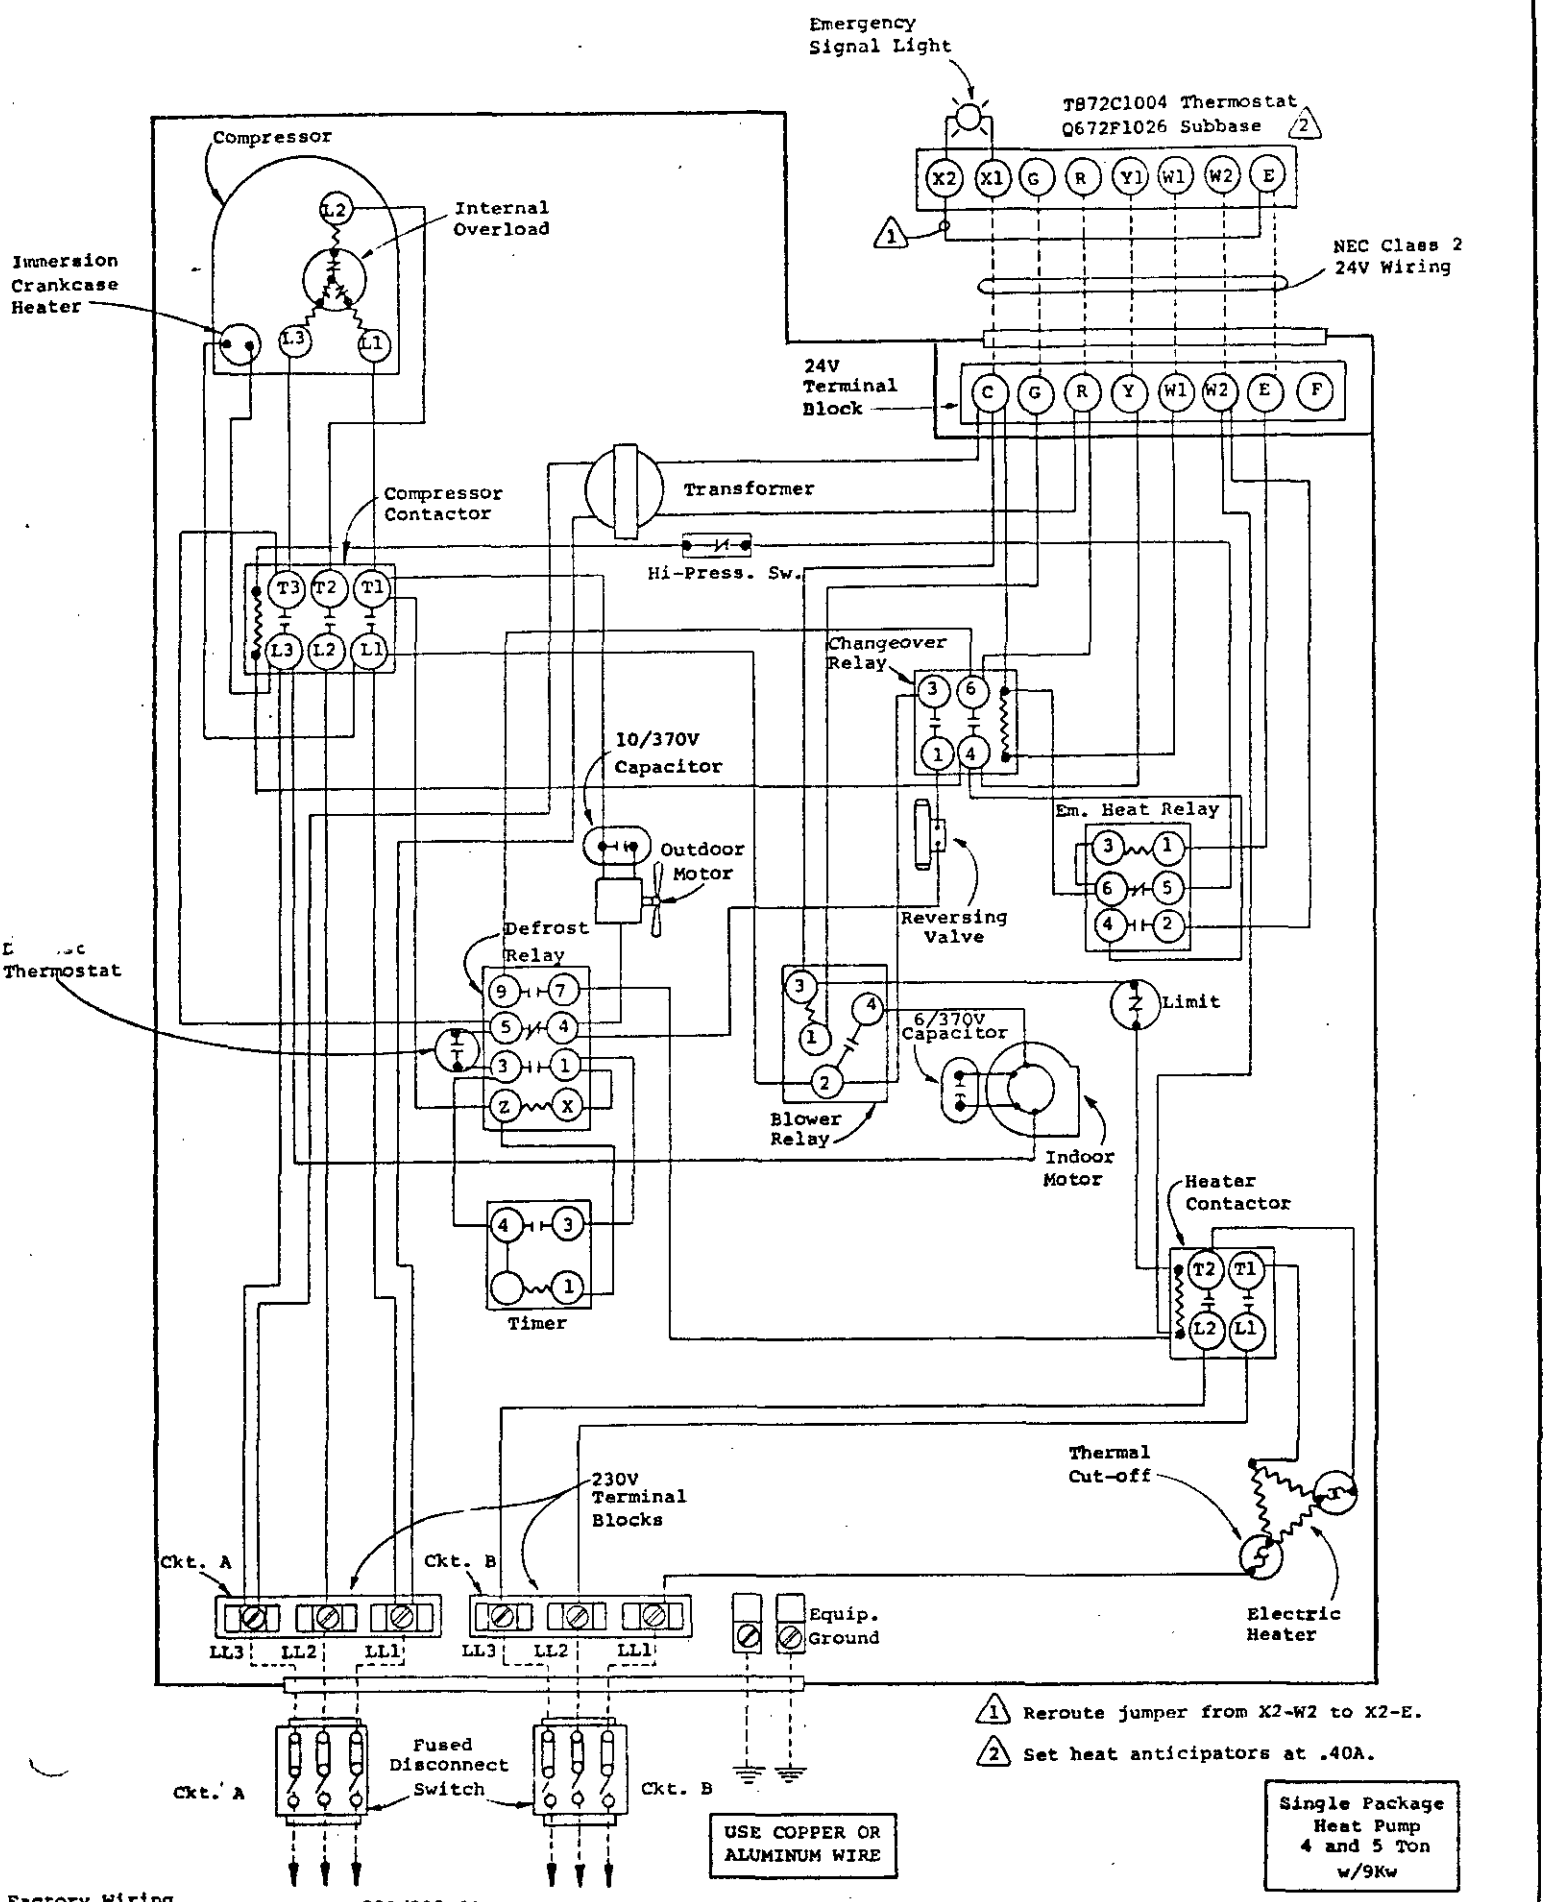 Emergency
Signal Light
T872C1004 Thermostat
Q672F1026 Subbase
2
Compressor
X2 X1 G R Y1 W1 W2 E
L2
Internal
Overload
1
NEC Class 2
24V Wiring
Immersion
Crankcase
Heater
L3 L1
24V
Terminal
Block
C G R Y W1 W2 E F
Transformer
Compressor
Contactor
Hi-Press. Sw.
T3 T2 T1
L3 L2 L1
Changeover
Relay
3 6
1 4
10/370V
Capacitor
Em. Heat Relay
3 1
6 5
4 2
Outdoor
Motor
Reversing
Valve
Defrost
Relay
Thermostat
9 7
5 4
3 1
Z X
3
4
1
2
Limit
6/370V
Capacitor
Blower
Relay
Indoor
Motor
Heater
Contactor
4 3
1
Timer
T2 T1
L2 L1
Thermal
Cut-off
230V
Terminal
Blocks
Ckt. A
Ckt. B
Equip.
Ground
Electric
Heater
LL3 LL2 LL1
LL3 LL2 LL1
1 Reroute jumper from X2-W2 to X2-E.
2 Set heat anticipators at .40A.
Fused
Disconnect
Switch
Ckt. A
Ckt. B
USE COPPER OR
ALUMINUM WIRE
Single Package
Heat Pump
4 and 5 Ton
w/9Kw
Factory Wiring